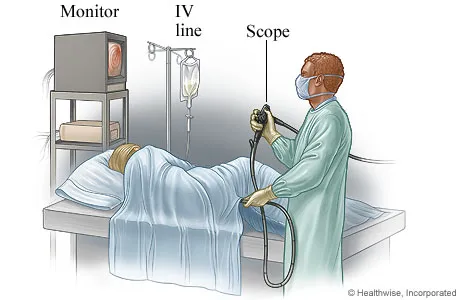 Monitor
IV
line
Scope
© Healthwise, Incorporated